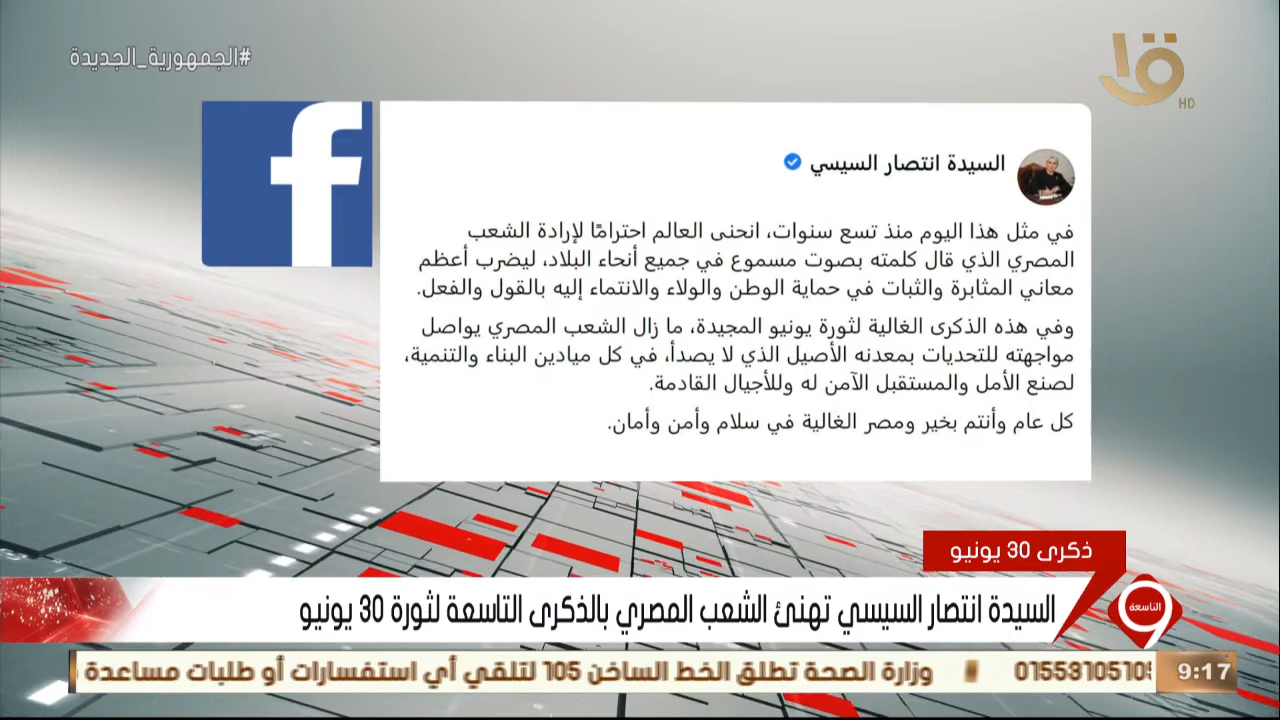 #الجمهورية_الجديدة
HD
السيدة انتصار السيسي
في مثل هذا اليوم منذ تسع سنوات، انحنى العالم احترامًا لإرادة الشعب
المصري الذي قال كلمته بصوت مسموع في جميع أنحاء البلاد، ليضرب أعظم
معاني المثابرة والثبات في حماية الوطن والولاء والانتماء إليه بالقول والفعل.
وفي هذه الذكرى الغالية لثورة يونيو المجيدة، ما زال الشعب المصري يواصل
مواجهته للتحديات بمعدنه الأصيل الذي لا يصدأ، في كل ميادين البناء والتنمية،
لصنع الأمل والمستقبل الآمن له وللأجيال القادمة.
كل عام وأنتم بخير ومصر الغالية في سلام وأمن وأمان.
ذكرى 30 يونيو
التاسعة
السيدة انتصار السيسي تهنئ الشعب المصري بالذكرى التاسعة لثورة 30 يونيو
9:17
01553105105 وزارة الصحة تطلق الخط الساخن 105 لتلقي أي استفسارات أو طلبات مساعدة